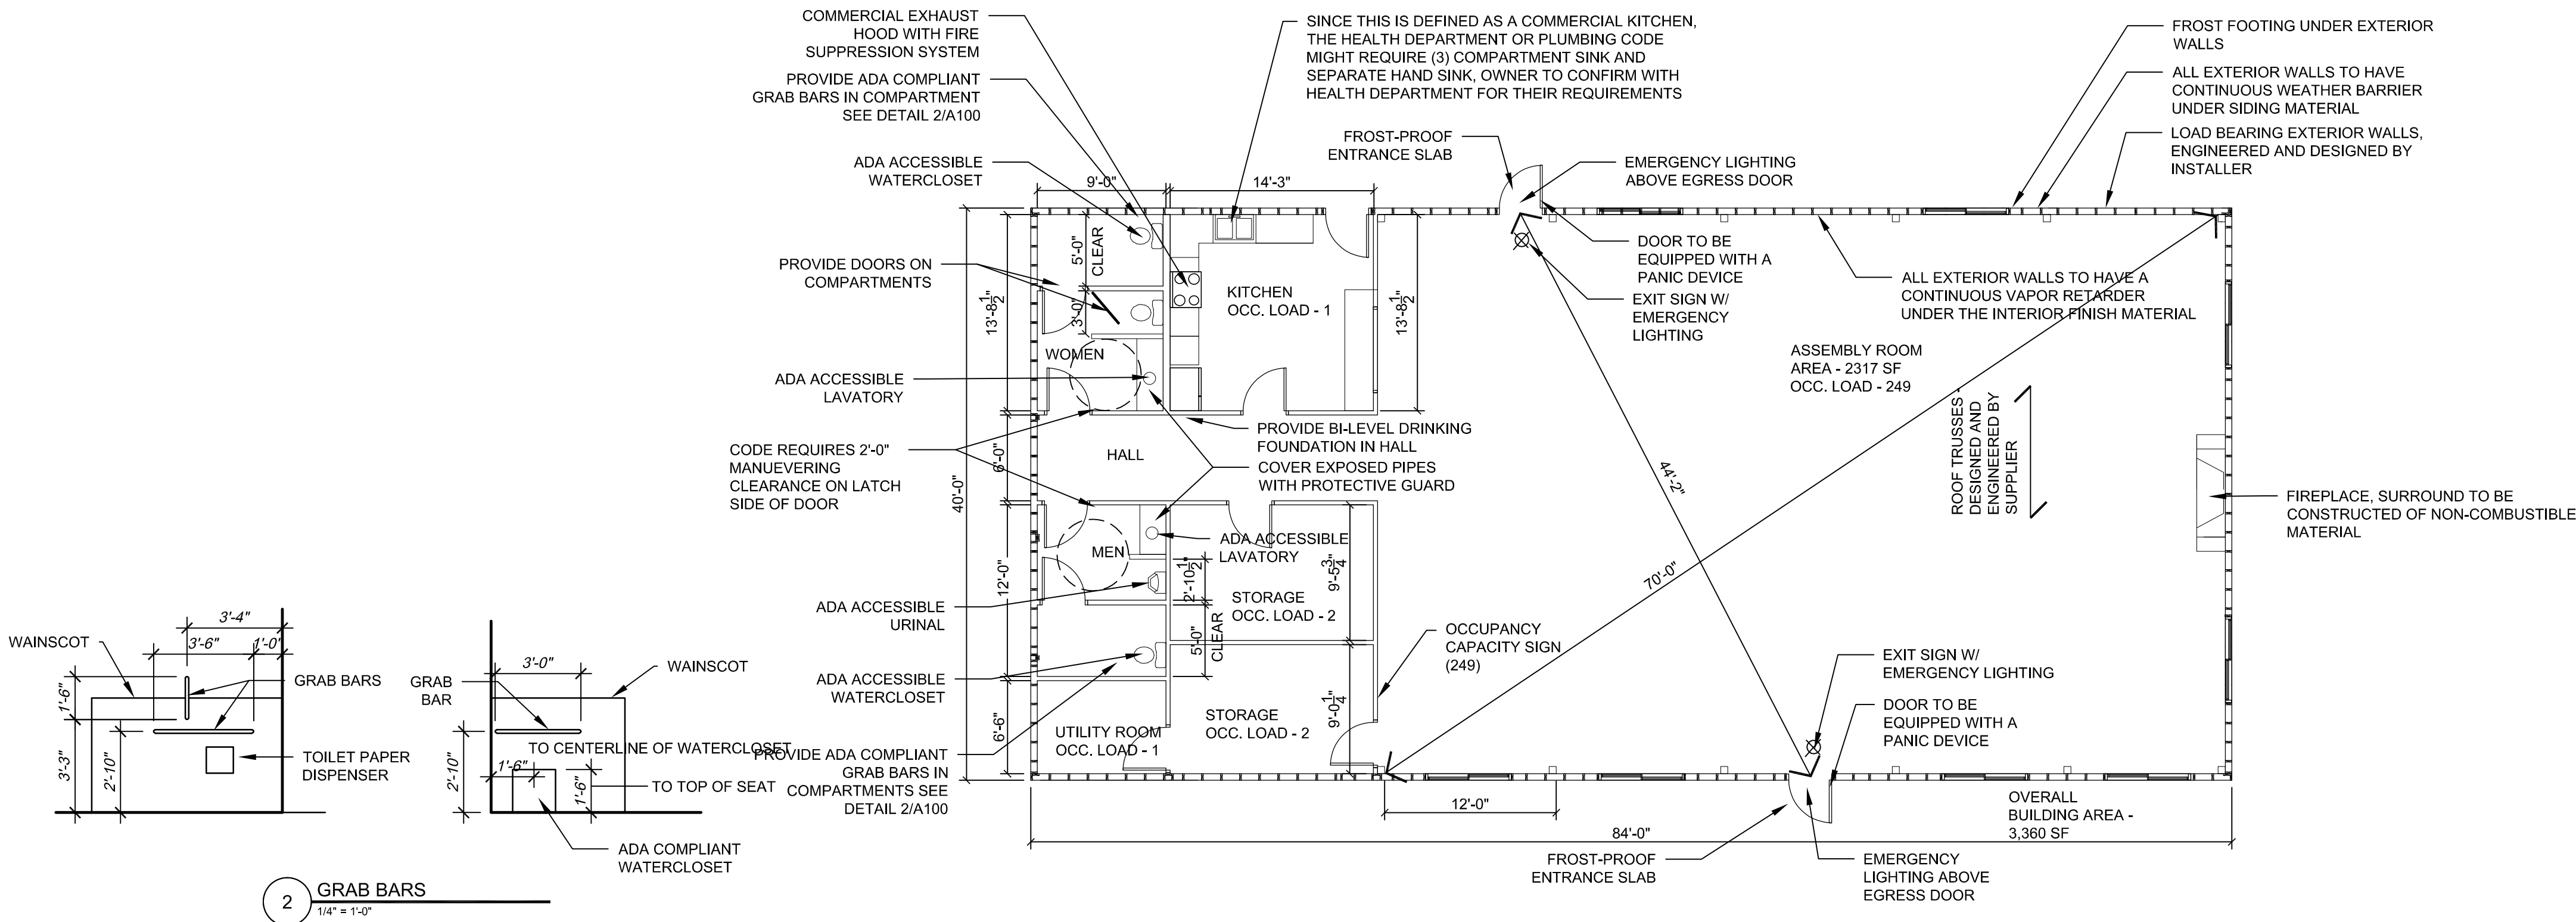 COMMERCIAL EXHAUST
HOOD WITH FIRE
SUPPRESSION SYSTEM
PROVIDE ADA COMPLIANT
GRAB BARS IN COMPARTMENT
SEE DETAIL 2/A100
ADA ACCESSIBLE
WATERCLOSET
PROVIDE DOORS ON
COMPARTMENTS
ADA ACCESSIBLE
LAVATORY
CODE REQUIRES 2'-0"
MANUEVERING
CLEARANCE ON LATCH
SIDE OF DOOR
ADA ACCESSIBLE
URINAL
ADA ACCESSIBLE
WATERCLOSET
PROVIDE ADA COMPLIANT
GRAB BARS IN
COMPARTMENTS SEE
DETAIL 2/A100
SINCE THIS IS DEFINED AS A COMMERCIAL KITCHEN,
THE HEALTH DEPARTMENT OR PLUMBING CODE
MIGHT REQUIRE (3) COMPARTMENT SINK AND
SEPARATE HAND SINK, OWNER TO CONFIRM WITH
HEALTH DEPARTMENT FOR THEIR REQUIREMENTS
FROST-PROOF
ENTRANCE SLAB
EMERGENCY LIGHTING
ABOVE EGRESS DOOR
FROST FOOTING UNDER EXTERIOR
WALLS
ALL EXTERIOR WALLS TO HAVE
CONTINUOUS WEATHER BARRIER
UNDER SIDING MATERIAL
LOAD BEARING EXTERIOR WALLS,
ENGINEERED AND DESIGNED BY
INSTALLER
9'-0"
14'-3"
5'-0"
CLEAR
3'-0"
13'-8 1/2"
WOMEN
KITCHEN
OCC. LOAD - 1
13'-8 1/2"
DOOR TO BE
EQUIPPED WITH A
PANIC DEVICE
EXIT SIGN W/
EMERGENCY
LIGHTING
ALL EXTERIOR WALLS TO HAVE A
CONTINUOUS VAPOR RETARDER
UNDER THE INTERIOR FINISH MATERIAL
ASSEMBLY ROOM
AREA - 2317 SF
OCC. LOAD - 249
ROOF TRUSSES
DESIGNED AND
ENGINEERED BY
SUPPLIER
PROVIDE BI-LEVEL DRINKING
FOUNDATION IN HALL
COVER EXPOSED PIPES
WITH PROTECTIVE GUARD
HALL
6'-0"
40'-0"
44'-2"
70'-0"
FIREPLACE, SURROUND TO BE
CONSTRUCTED OF NON-COMBUSTIBLE
MATERIAL
MEN
ADA ACCESSIBLE
LAVATORY
12'-0"
2'-10 1/2"
9'-5 3/4"
STORAGE
OCC. LOAD - 2
5'-0"
CLEAR
OCCUPANCY
CAPACITY SIGN
(249)
STORAGE
OCC. LOAD - 2
9'-0 1/4"
UTILITY ROOM
OCC. LOAD - 1
6'-6"
EXIT SIGN W/
EMERGENCY LIGHTING
DOOR TO BE
EQUIPPED WITH A
PANIC DEVICE
12'-0"
84'-0"
OVERALL
BUILDING AREA -
3,360 SF
FROST-PROOF
ENTRANCE SLAB
EMERGENCY
LIGHTING ABOVE
EGRESS DOOR
3'-4"
3'-6"
1'-0"
WAINSCOT
GRAB BARS
1'-6"
3'-3"
2'-10"
TOILET PAPER
DISPENSER
3'-0"
WAINSCOT
GRAB
BAR
TO CENTERLINE OF WATERCLOSET
1'-6"
2'-10"
1'-6"
TO TOP OF SEAT
ADA COMPLIANT
WATERCLOSET
2
GRAB BARS
1/4" = 1'-0"